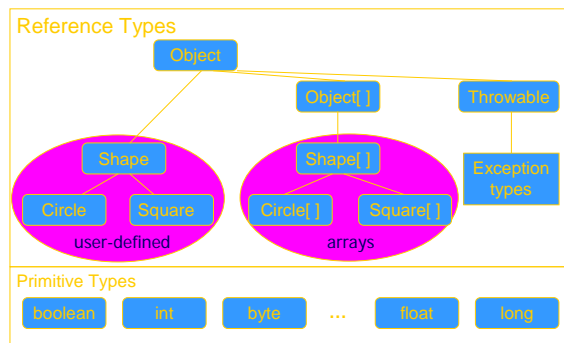 Reference Types
Object
Object[ ]
Throwable
Shape
Shape[ ]
Exception
types
Circle
Square
Circle[ ]
Square[ ]
user-defined
arrays
Primitive Types
boolean
int
byte
...
float
long